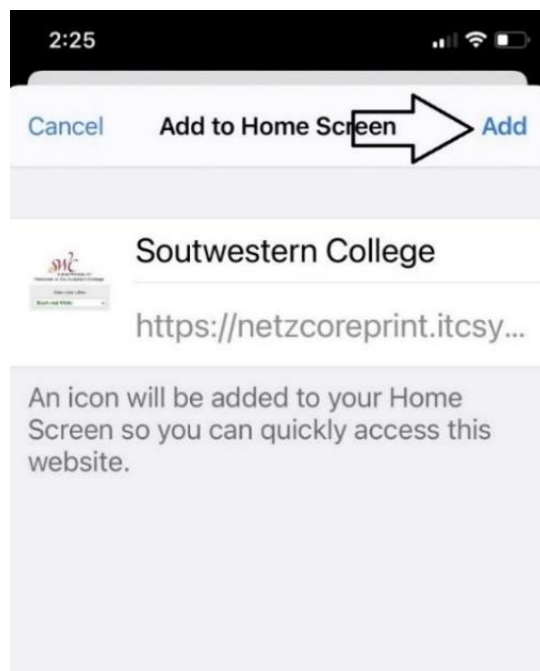 2:25
Cancel Add to Home Screen Add
SWC
Soutwestern College
https://netzcoreprint.itcsy...
An icon will be added to your Home
Screen so you can quickly access this
website.